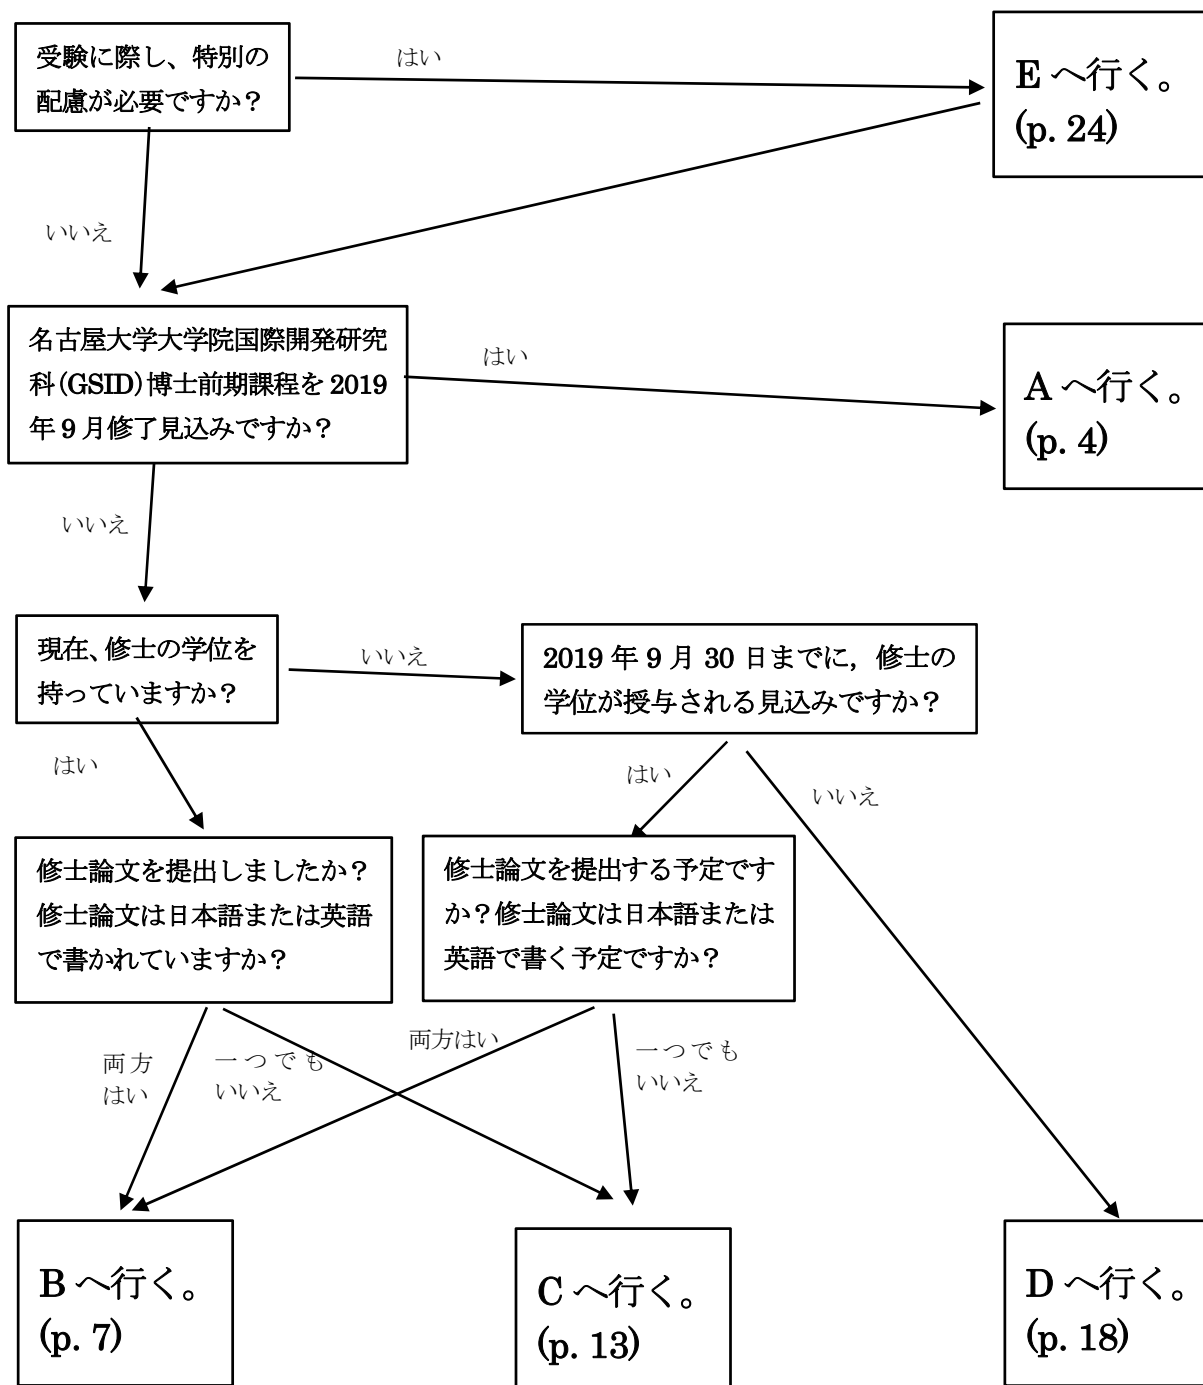 受験に際し、特別の
配慮が必要ですか？
はい
E へ行く。
(p. 24)
いいえ
名古屋大学大学院国際開発研究
科(GSID)博士前期課程を 2019
年 9 月修了見込みですか？
はい
A へ行く。
(p. 4)
いいえ
現在、修士の学位を
持っていますか？
いいえ
2019 年 9 月 30 日までに，修士の
学位が授与される見込みですか？
はい
はい
いいえ
修士論文を提出しましたか？
修士論文は日本語または英語
で書かれていますか？
修士論文を提出する予定です
か？修士論文は日本語または
英語で書く予定ですか？
両方
はい
一つでも
いいえ
両方はい
一つでも
いいえ
B へ行く。
(p. 7)
C へ行く。
(p. 13)
D へ行く。
(p. 18)